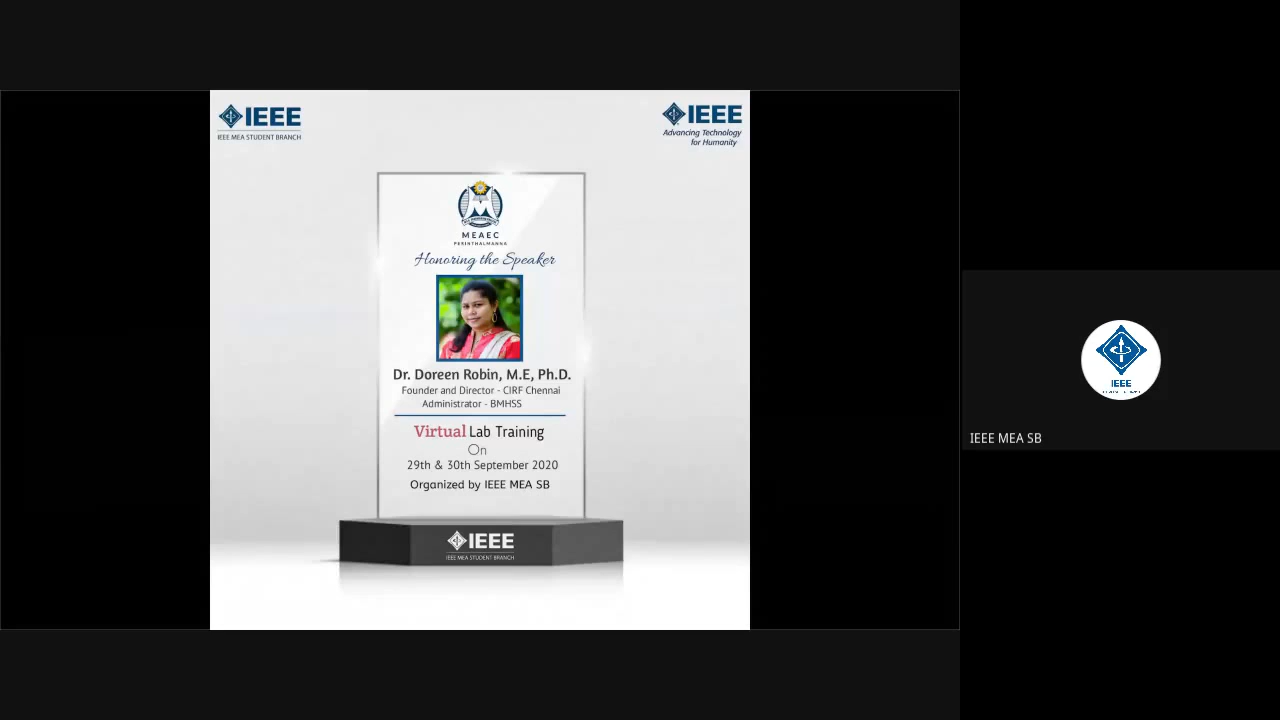 IEEE
IEEE MEA STUDENT BRANCH
IEEE
Advancing Technology
for Humanity
MEAEC
PERINTHALMANNA
Honoring the Speaker
Dr. Doreen Robin, M.E, Ph.D.
Founder and Director - CIRF Chennai
Administrator - BMHSS
Virtual Lab Training
On
29th & 30th September 2020
Organized by IEEE MEA SB
IEEE
IEEE MEA STUDENT BRANCH
IEEE
IEEE MEA SB